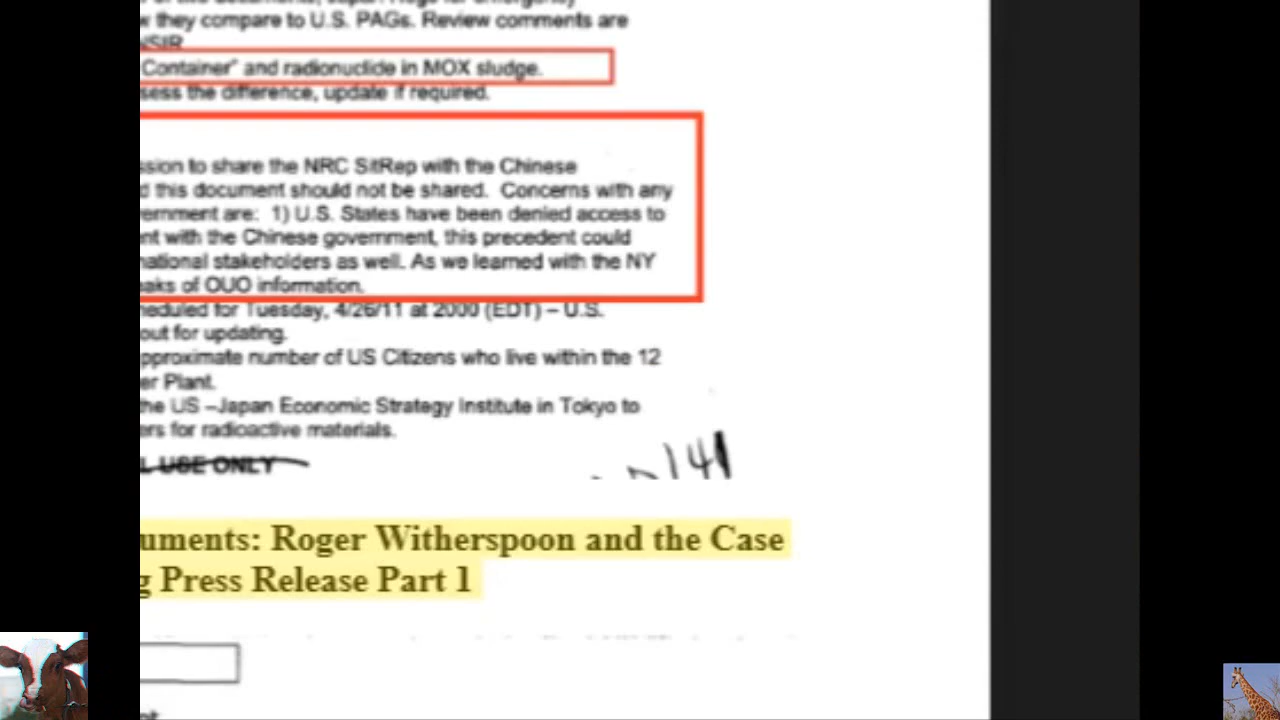 they compare to U.S. PAGs. Review comments are
NSIR
Container" and radionuclide in MOX sludge.
sess the difference, update if required.
ssion to share the NRC SitRep with the Chinese
d this document should not be shared. Concerns with any
vernment are: 1) U.S. States have been denied access to
nt with the Chinese government, this precedent could
national stakeholders as well. As we learned with the NY
eaks of OUO information.
heduled for Tuesday, 4/26/11 at 2000 (EDT) – U.S.
out for updating.
pproximate number of US Citizens who live within the 12
er Plant.
the US –Japan Economic Strategy Institute in Tokyo to
ers for radioactive materials.
L USE ONLY
141
uments: Roger Witherspoon and the Case
g Press Release Part 1